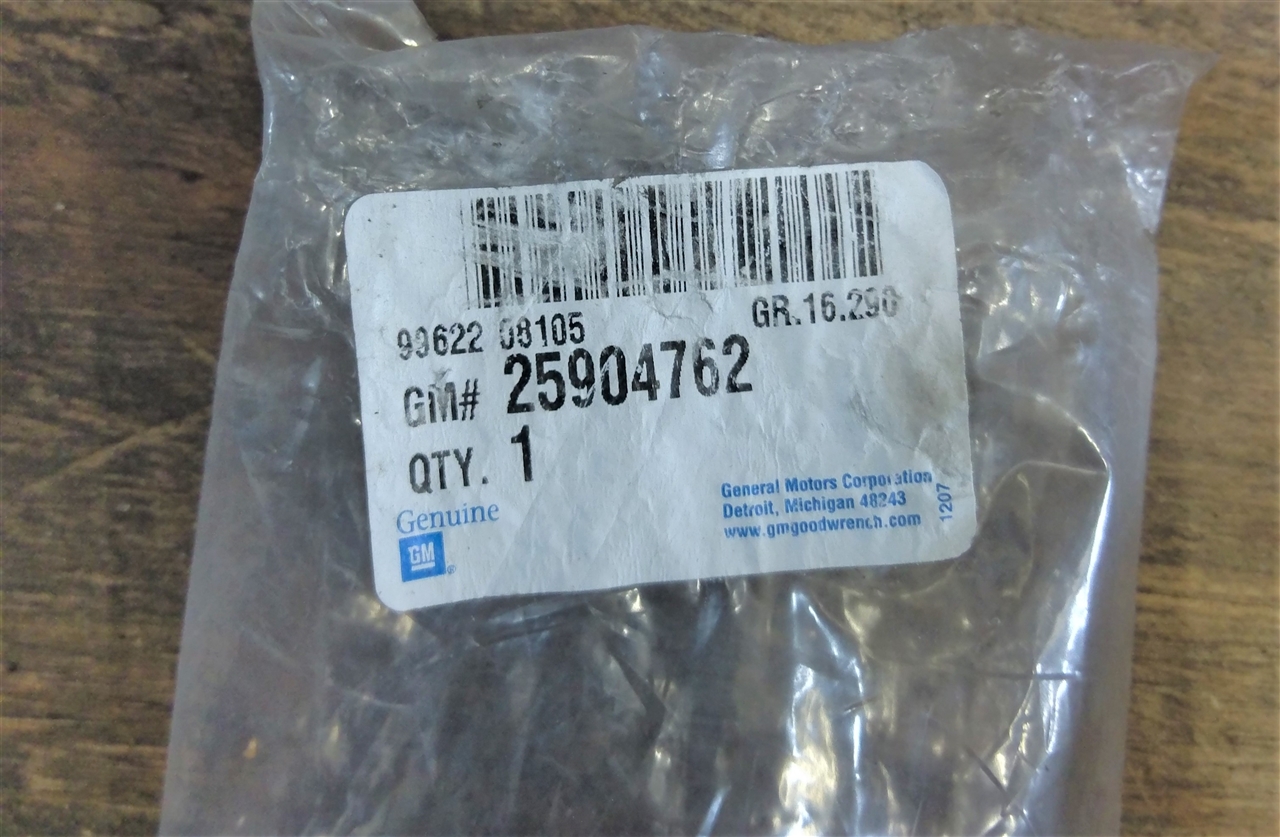 99622 08105
GR.16.290
GM# 25904762
QTY. 1
Genuine
GM®
General Motors Corporation
Detroit, Michigan 48243
www.gmgoodwrench.com
1207